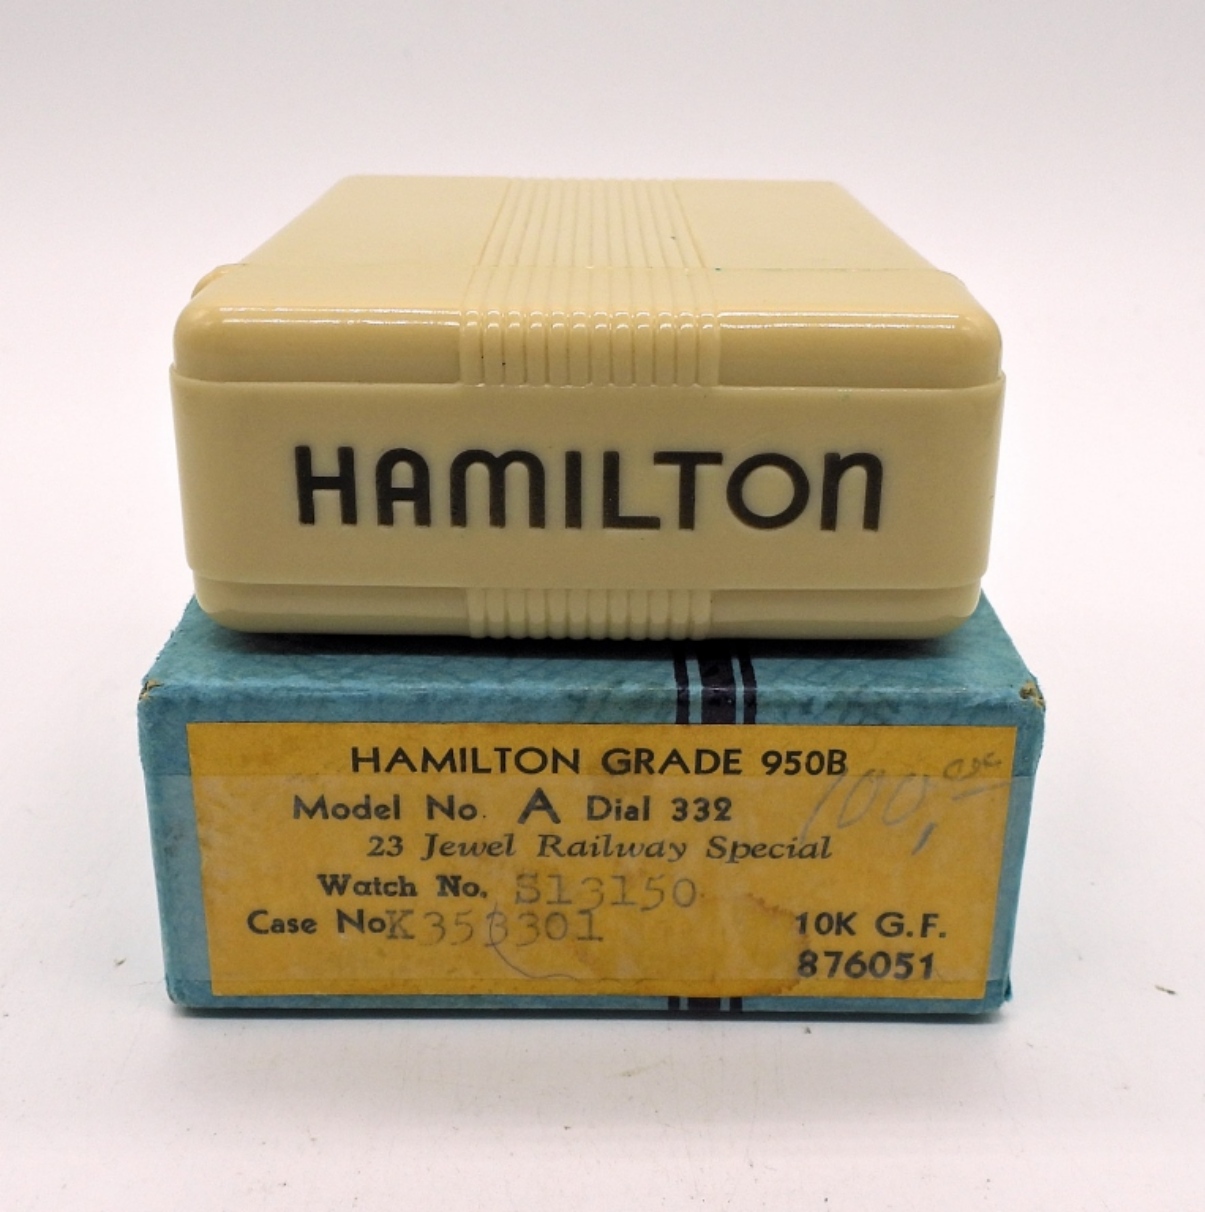 HAMILTON
HAMILTON GRADE 950B
Model No. A Dial 332
100,
23 Jewel Railway Special
Watch No. S13150
Case No K353301
10K G.F.
876051